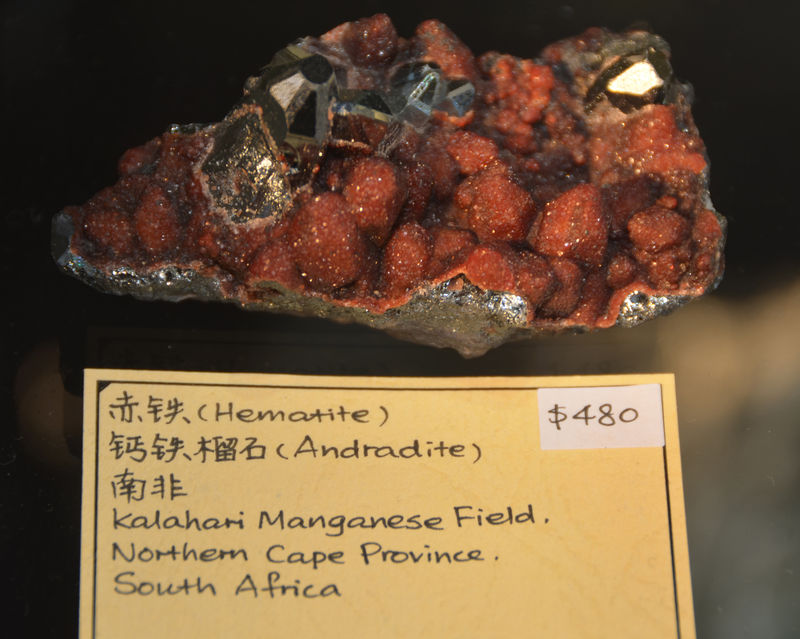 赤铁(Hematite)
$480
钙铁榴石(Andradite)
南非
Kalahari Manganese Field.
Northern Cape Province.
South Africa